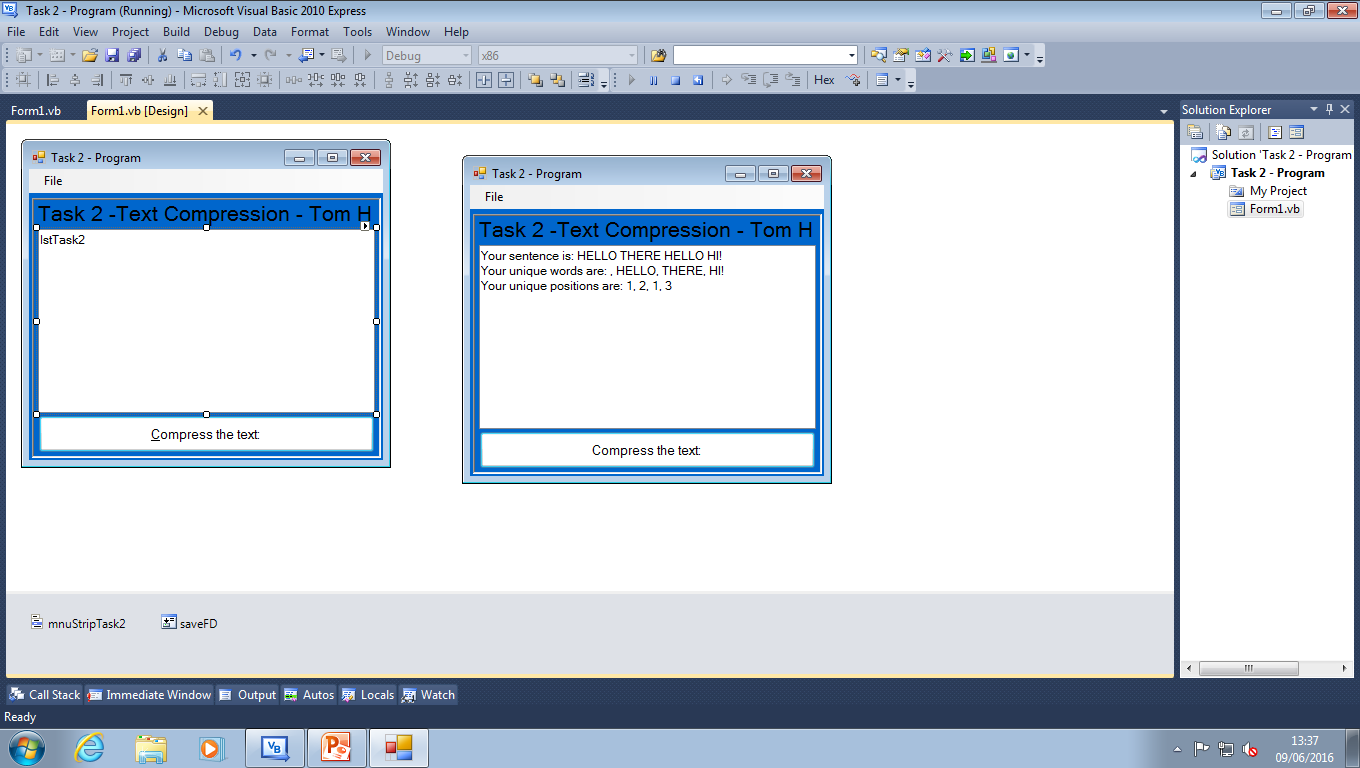 Task 2 - Program (Running) - Microsoft Visual Basic 2010 Express
File Edit View Project Build Debug Data Format Tools Window Help
Debug x86
Hex
Form1.vb Form1.vb [Design]
Task 2 - Program
File
Task 2 -Text Compression - Tom H
lstTask2
Compress the text:
Task 2 - Program
File
Task 2 -Text Compression - Tom H
Your sentence is: HELLO THERE HELLO HI!
Your unique words are: , HELLO, THERE, HI!
Your unique positions are: 1, 2, 1, 3
Compress the text:
Solution Explorer
Solution 'Task 2 - Program
Task 2 - Program
My Project
Form1.vb
mnuStripTask2 saveFD
Call Stack Immediate Window Output Autos Locals Watch
Ready
13:37
09/06/2016